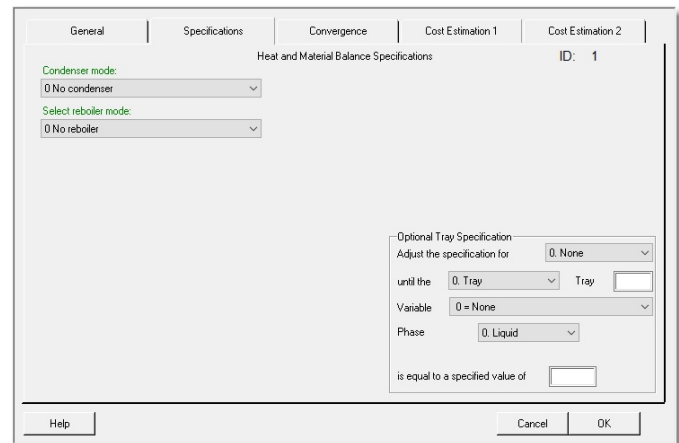 General Specifications Convergence Cost Estimation 1 Cost Estimation 2
Heat and Material Balance Specifications ID: 1
Condenser mode:
0 No condenser
Select reboiler mode:
0 No reboiler
Optional Tray Specification
Adjust the specification for 0. None
until the 0. Tray Tray
Variable 0 = None
Phase 0. Liquid
is equal to a specified value of
Help Cancel OK